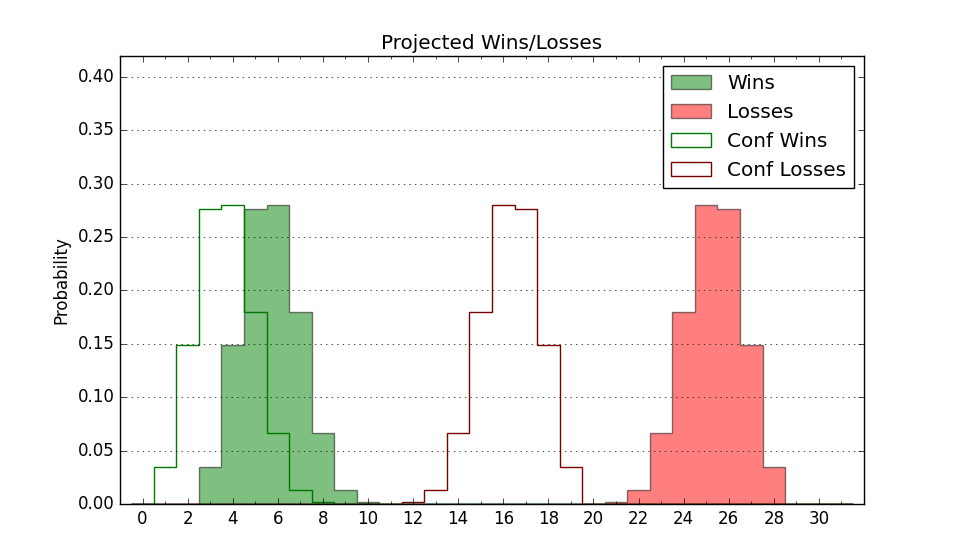 Projected Wins/Losses
Probability
0.40
0.35
0.30
0.25
0.20
0.15
0.10
0.05
0.00
0 2 4 6 8 10 12 14 16 18 20 22 24 26 28 30
Wins
Losses
Conf Wins
Conf Losses